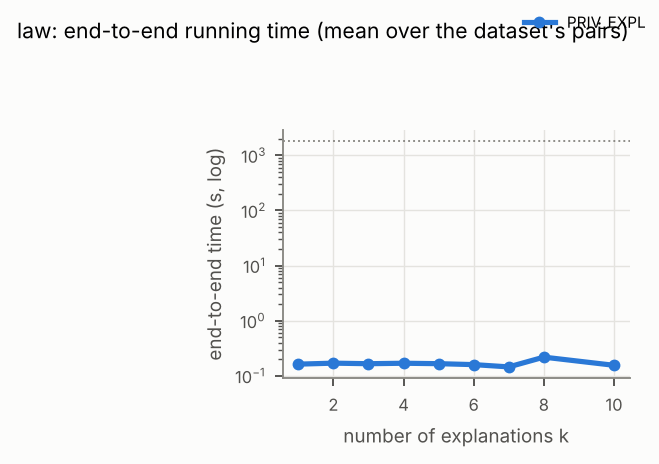 law: end-to-end running time (mean over the dataset's pairs)
PRIV_EXPL
end-to-end time (s, log)
10³
10²
10¹
10⁰
10⁻¹
2 4 6 8 10
number of explanations k